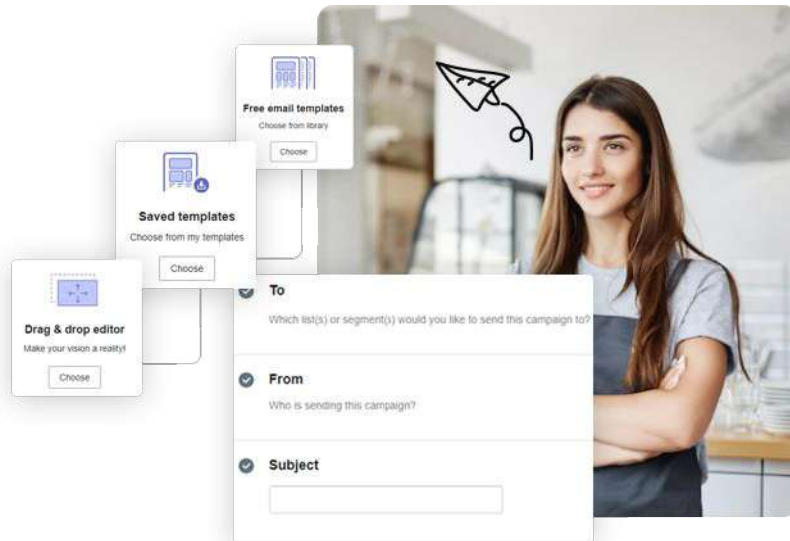 Free email templates
Choose from library
Choose
Saved templates
Choose from my templates
Choose
Drag & drop editor
Make your vision a reality!
Choose
To
Which list(s) or segment(s) would you like to send this campaign to?
From
Who is sending this campaign?
Subject